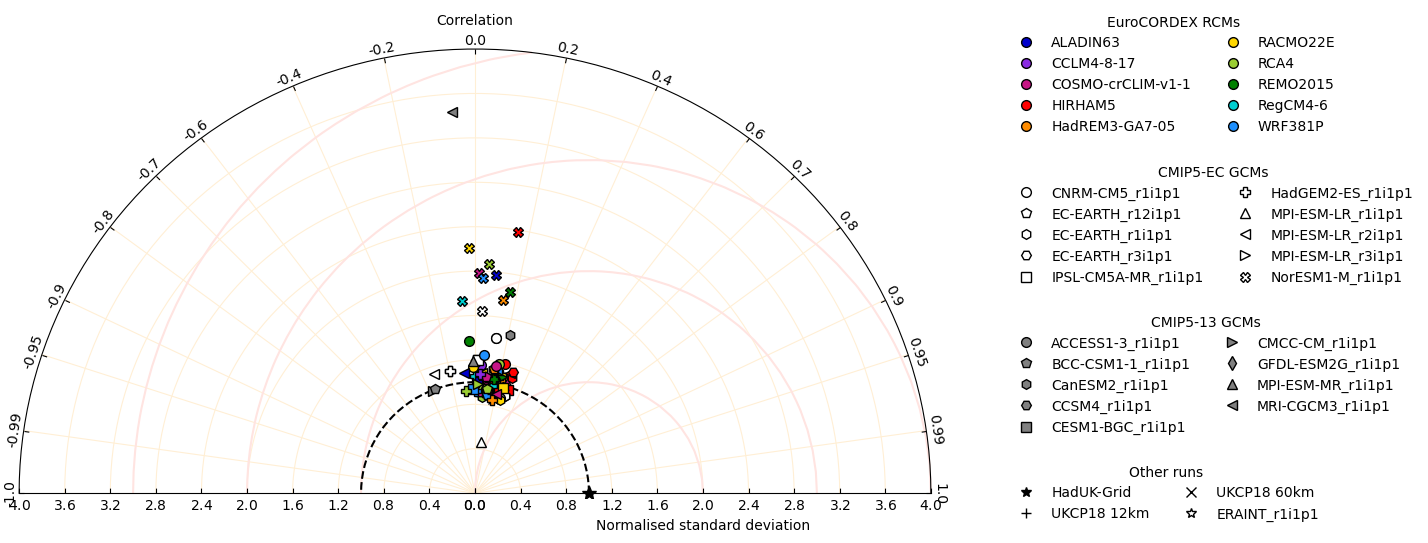 Correlation
-0.2 0.0 0.2
-0.4 0.4
-0.6 0.6
-0.7 0.7
-0.8 0.8
-0.9 0.9
-0.95 0.95
-0.99 0.99
-1.0 1.0
4.0 3.6 3.2 2.8 2.4 2.0 1.6 1.2 0.8 0.4 0.0 0.0 0.4 0.8 1.2 1.6 2.0 2.4 2.8 3.2 3.6 4.0
Normalised standard deviation
EuroCORDEX RCMs
ALADIN63 RACMO22E
CCLM4-8-17 RCA4
COSMO-crCLIM-v1-1 REMO2015
HIRHAM5 RegCM4-6
HadREM3-GA7-05 WRF381P
CMIP5-EC GCMs
CNRM-CM5_r1i1p1 HadGEM2-ES_r1i1p1
EC-EARTH_r12i1p1 MPI-ESM-LR_r1i1p1
EC-EARTH_r1i1p1 MPI-ESM-LR_r2i1p1
EC-EARTH_r3i1p1 MPI-ESM-LR_r3i1p1
IPSL-CM5A-MR_r1i1p1 NorESM1-M_r1i1p1
CMIP5-13 GCMs
ACCESS1-3_r1i1p1 CMCC-CM_r1i1p1
BCC-CSM1-1_r1i1p1 GFDL-ESM2G_r1i1p1
CanESM2_r1i1p1 MPI-ESM-MR_r1i1p1
CCSM4_r1i1p1 MRI-CGCM3_r1i1p1
CESM1-BGC_r1i1p1
Other runs
HadUK-Grid UKCP18 60km
UKCP18 12km ERAINT_r1i1p1